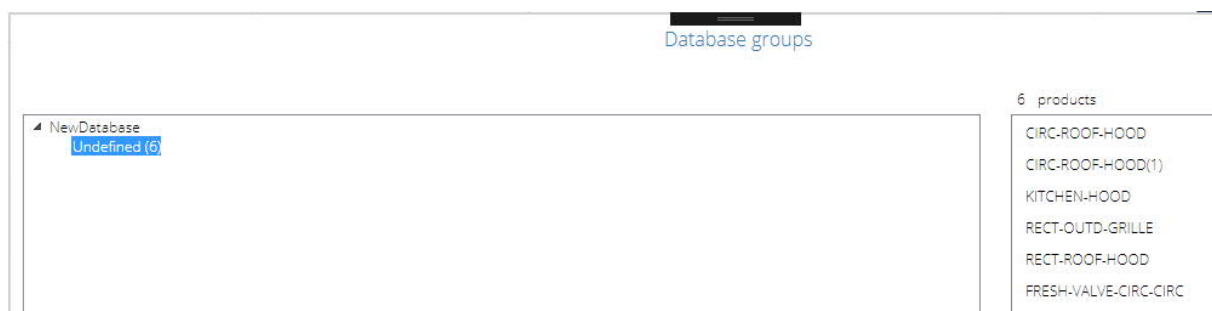 Database groups
6 products
NewDatabase
Undefined (6)
CIRC-ROOF-HOOD
CIRC-ROOF-HOOD(1)
KITCHEN-HOOD
RECT-OUTD-GRILLE
RECT-ROOF-HOOD
FRESH-VALVE-CIRC-CIRC